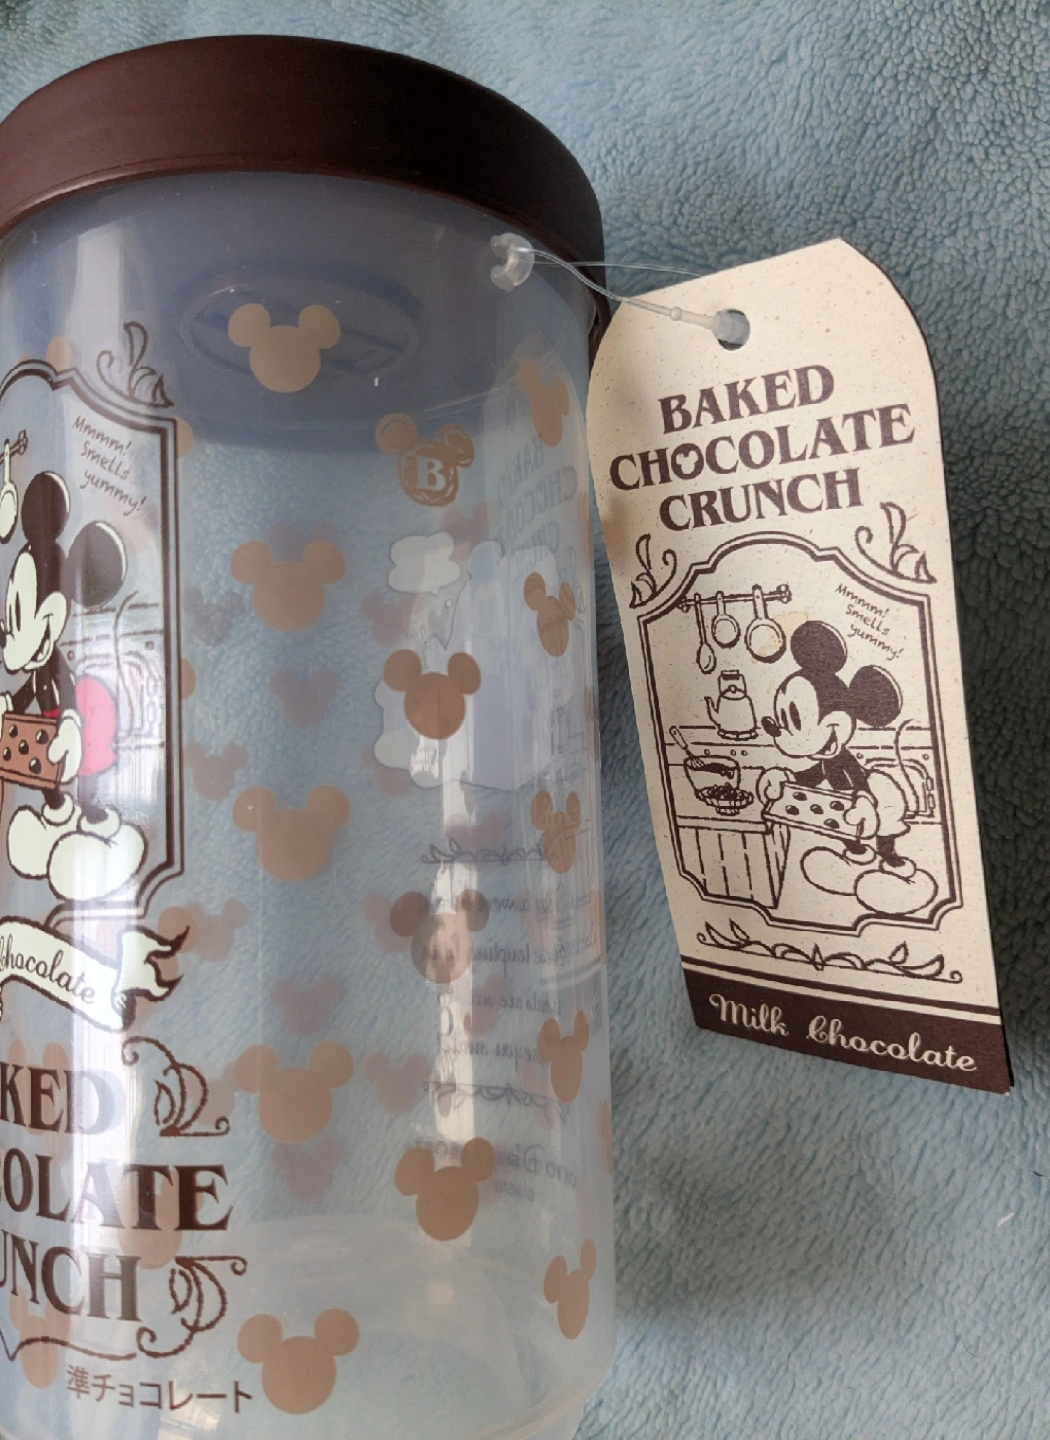 Mmmm!
Smells
yummy!
B
Chocolate
KED
OLATE
UNCH
準チョコレート
BAKED
CHOCOLATE
CRUNCH
Mmmm!
Smells
yummy!
Milk Chocolate